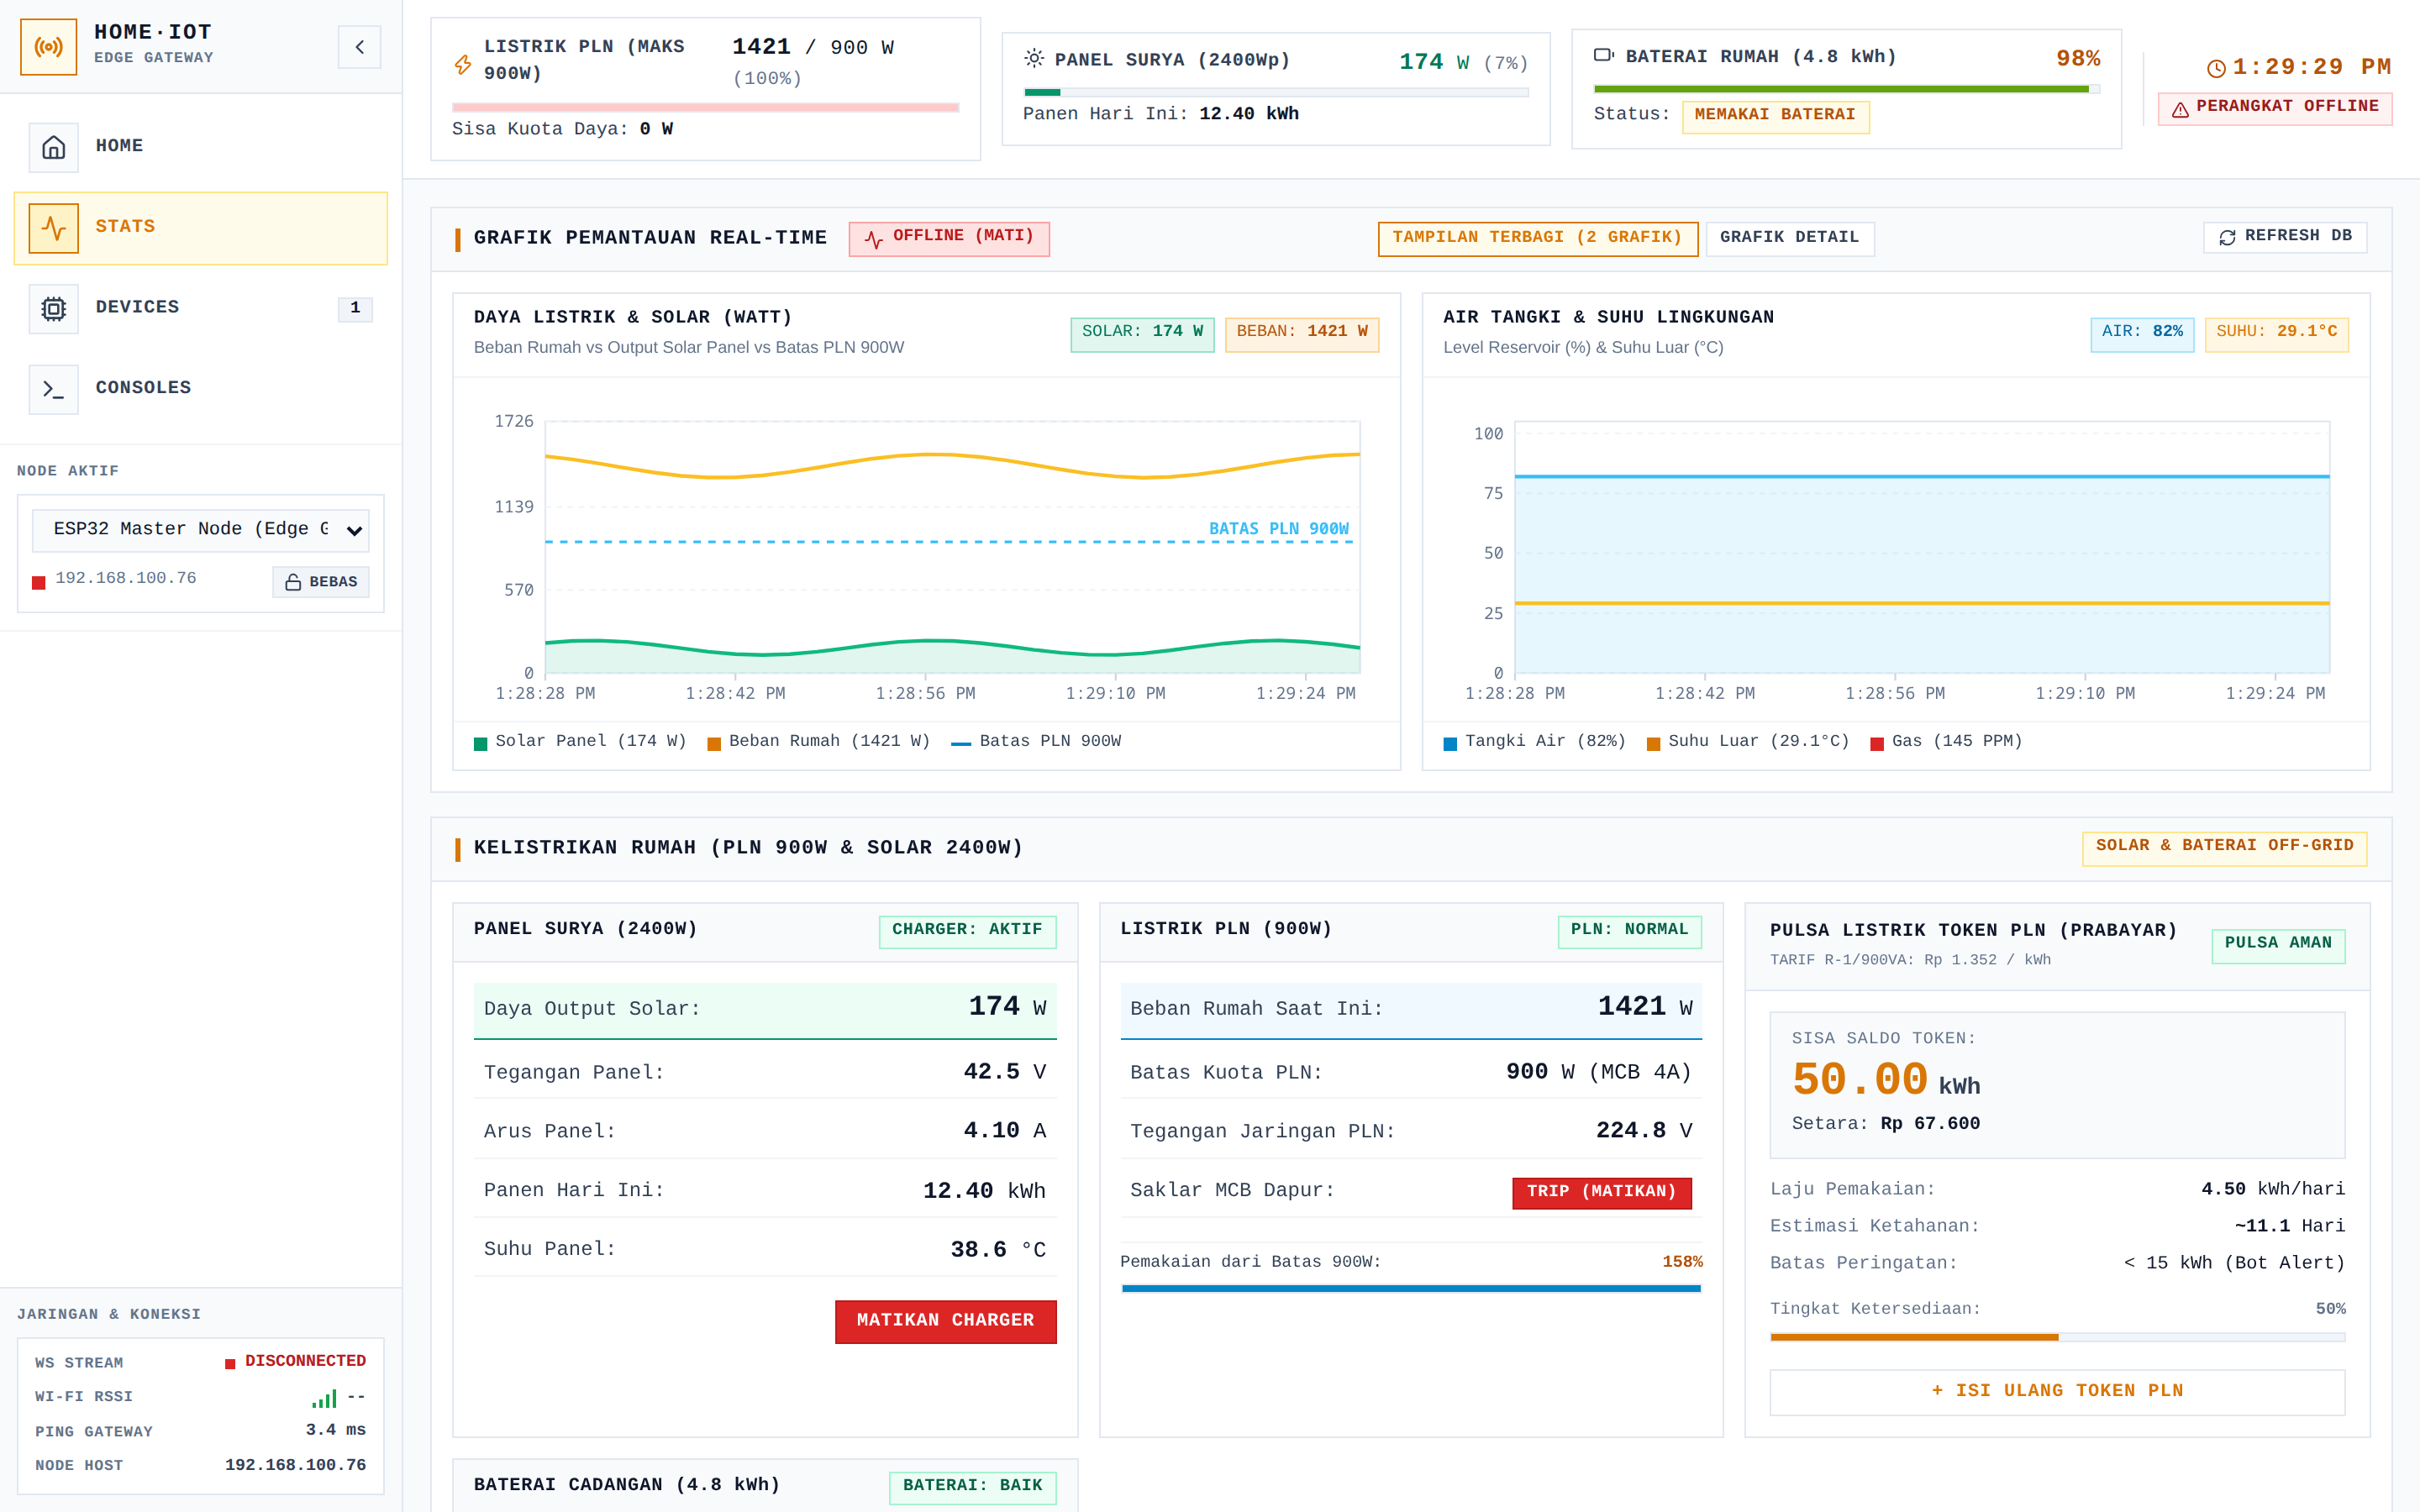 HOME·IOT
EDGE GATEWAY
HOME
STATS
DEVICES 1
CONSOLES
NODE AKTIF
ESP32 Master Node (Edge G
192.168.100.76 BEBAS
JARINGAN & KONEKSI
WS STREAM DISCONNECTED
WI-FI RSSI --
PING GATEWAY 3.4 ms
NODE HOST 192.168.100.76
LISTRIK PLN (MAKS 900W) 1421 / 900 W (100%)
Sisa Kuota Daya: 0 W
PANEL SURYA (2400Wp) 174 W (7%)
Panen Hari Ini: 12.40 kWh
BATERAI RUMAH (4.8 kWh) 98%
Status: MEMAKAI BATERAI
1:29:29 PM
PERANGKAT OFFLINE
GRAFIK PEMANTAUAN REAL-TIME OFFLINE (MATI) TAMPILAN TERBAGI (2 GRAFIK) GRAFIK DETAIL REFRESH DB
DAYA LISTRIK & SOLAR (WATT)
Beban Rumah vs Output Solar Panel vs Batas PLN 900W
SOLAR: 174 W BEBAN: 1421 W
1726
1139
BATAS PLN 900W
570
0
1:28:28 PM 1:28:42 PM 1:28:56 PM 1:29:10 PM 1:29:24 PM
Solar Panel (174 W) Beban Rumah (1421 W) Batas PLN 900W
AIR TANGKI & SUHU LINGKUNGAN
Level Reservoir (%) & Suhu Luar (°C)
AIR: 82% SUHU: 29.1°C
100
75
50
25
0
1:28:28 PM 1:28:42 PM 1:28:56 PM 1:29:10 PM 1:29:24 PM
Tangki Air (82%) Suhu Luar (29.1°C) Gas (145 PPM)
KELISTRIKAN RUMAH (PLN 900W & SOLAR 2400W) SOLAR & BATERAI OFF-GRID
PANEL SURYA (2400W) CHARGER: AKTIF
Daya Output Solar: 174 W
Tegangan Panel: 42.5 V
Arus Panel: 4.10 A
Panen Hari Ini: 12.40 kWh
Suhu Panel: 38.6 °C
MATIKAN CHARGER
LISTRIK PLN (900W) PLN: NORMAL
Beban Rumah Saat Ini: 1421 W
Batas Kuota PLN: 900 W (MCB 4A)
Tegangan Jaringan PLN: 224.8 V
Saklar MCB Dapur: TRIP (MATIKAN)
Pemakaian dari Batas 900W: 158%
PULSA LISTRIK TOKEN PLN (PRABAYAR)
TARIF R-1/900VA: Rp 1.352 / kWh
PULSA AMAN
SISA SALDO TOKEN:
50.00 kWh
Setara: Rp 67.600
Laju Pemakaian: 4.50 kWh/hari
Estimasi Ketahanan: ~11.1 Hari
Batas Peringatan: < 15 kWh (Bot Alert)
Tingkat Ketersediaan: 50%
+ ISI ULANG TOKEN PLN
BATERAI CADANGAN (4.8 kWh) BATERAI: BAIK